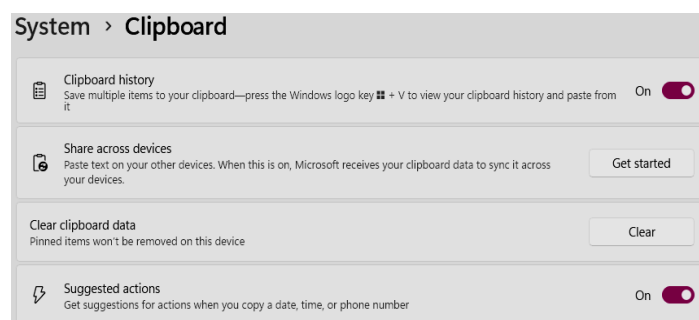 System > Clipboard
Clipboard history
Save multiple items to your clipboard—press the Windows logo key + V to view your clipboard history and paste from
it
On
Share across devices
Paste text on your other devices. When this is on, Microsoft receives your clipboard data to sync it across
your devices.
Get started
Clear clipboard data
Pinned items won't be removed on this device
Clear
Suggested actions
Get suggestions for actions when you copy a date, time, or phone number
On